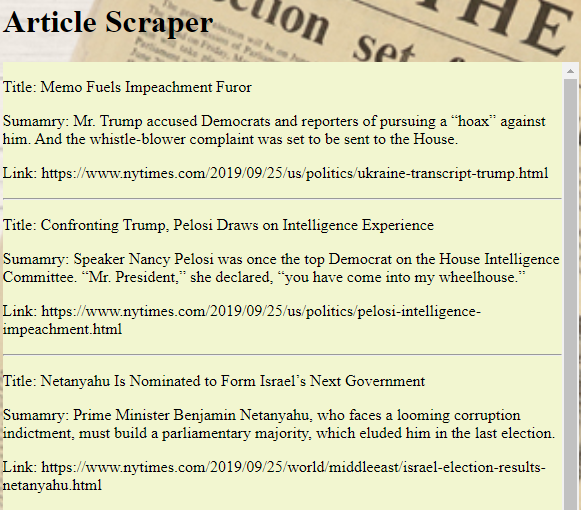 Article Scraper
THE
ction set f
Title: Memo Fuels Impeachment Furor
Sumamry: Mr. Trump accused Democrats and reporters of pursuing a “hoax” against
him. And the whistle-blower complaint was set to be sent to the House.
Link: https://www.nytimes.com/2019/09/25/us/politics/ukraine-transcript-trump.html
Title: Confronting Trump, Pelosi Draws on Intelligence Experience
Sumamry: Speaker Nancy Pelosi was once the top Democrat on the House Intelligence
Committee. “Mr. President,” she declared, “you have come into my wheelhouse.”
Link: https://www.nytimes.com/2019/09/25/us/politics/pelosi-intelligence-
impeachment.html
Title: Netanyahu Is Nominated to Form Israel’s Next Government
Sumamry: Prime Minister Benjamin Netanyahu, who faces a looming corruption
indictment, must build a parliamentary majority, which eluded him in the last election.
Link: https://www.nytimes.com/2019/09/25/world/middleeast/israel-election-results-
netanyahu.html